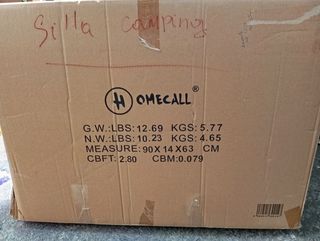 Silla camping
HOMECALL®
G.W.:LBS:12.69 KGS:5.77
N.W.:LBS:10.23 KGS:4.65
MEASURE:90X14X63 CM
CBFT:2.80 CBM:0.079